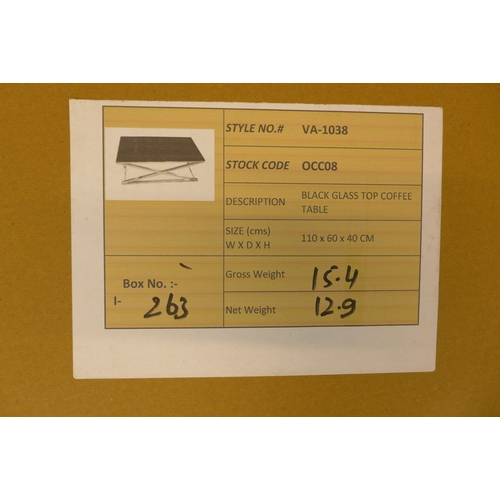 STYLE NO.# VA-1038
STOCK CODE OCC08
DESCRIPTION BLACK GLASS TOP COFFEE
TABLE
SIZE (cms)
W X D X H 110 x 60 x 40 CM
Gross Weight 15.4
Box No. :-
I- 263
Net Weight 12.9